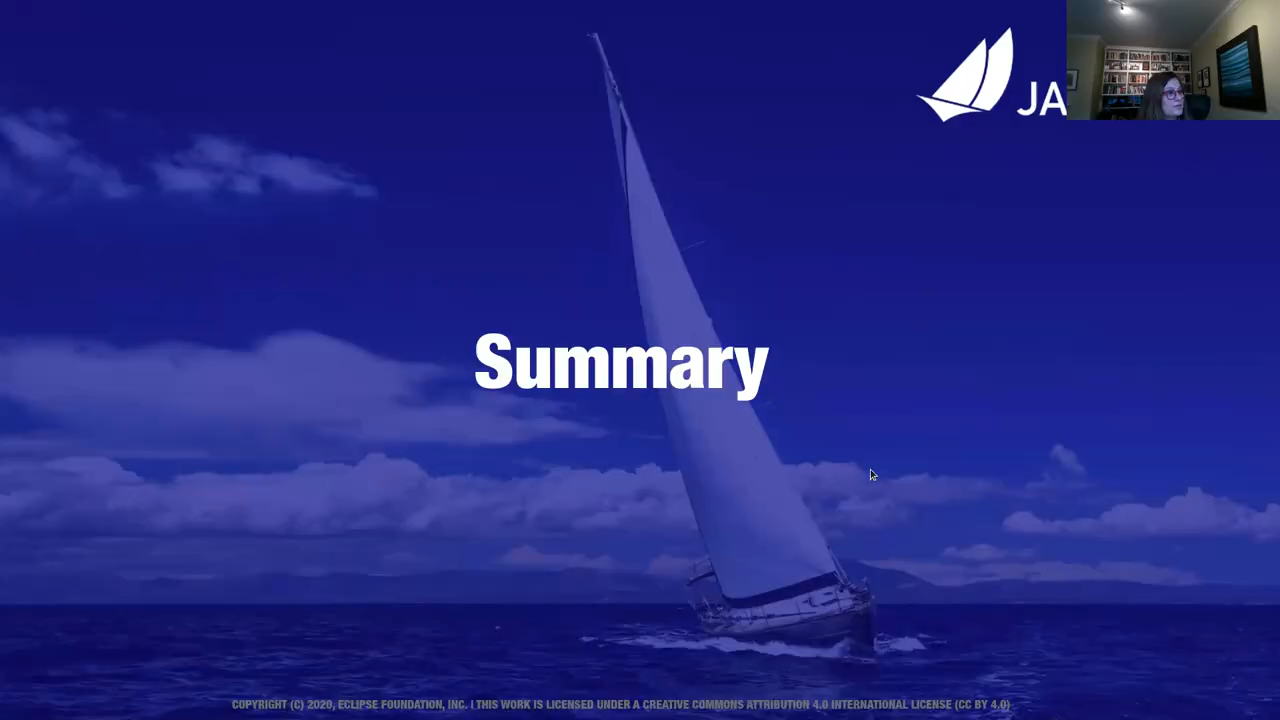 JA
Summary
COPYRIGHT (C) 2020, ECLIPSE FOUNDATION, INC. | THIS WORK IS LICENSED UNDER A CREATIVE COMMONS ATTRIBUTION 4.0 INTERNATIONAL LICENSE (CC BY 4.0)